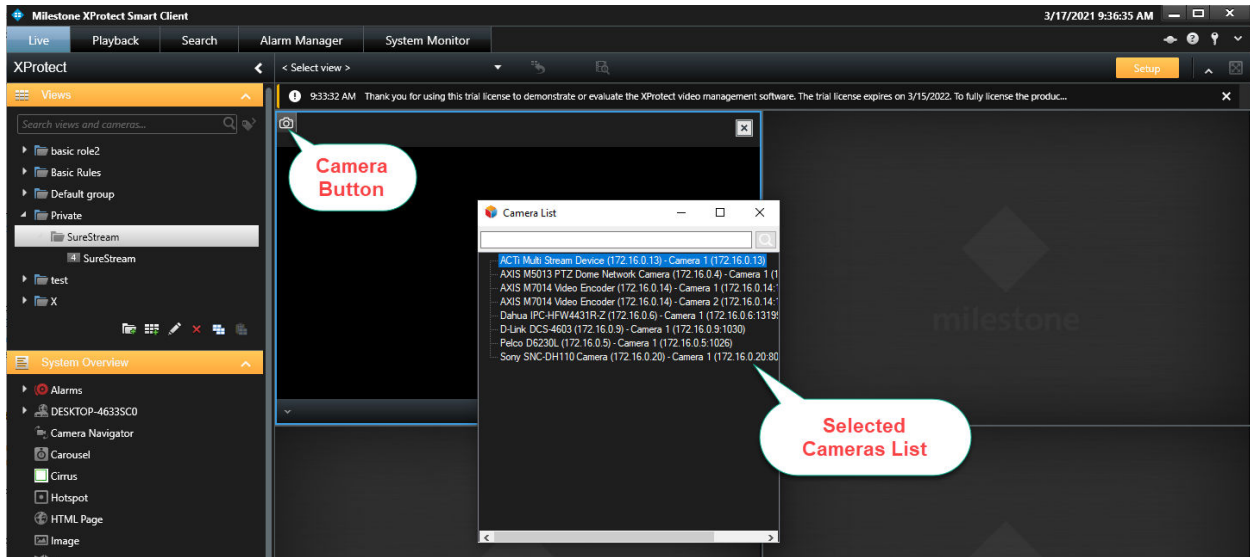 Milestone XProtect Smart Client
3/17/2021 9:36:35 AM
Live Playback Search Alarm Manager System Monitor
XProtect
< Select view >
Setup
Views
9:33:32 AM Thank you for using this trial license to demonstrate or evaluate the XProtect video management software. The trial license expires on 3/15/2022. To fully license the produc...
Search views and cameras...
basic role2
Basic Rules
Default group
Private
SureStream
4 SureStream
test
X
Camera
Button
Camera List
ACTi Multi Stream Device (172.16.0.13) - Camera 1 (172.16.0.13)
AXIS M5013 PTZ Dome Network Camera (172.16.0.4) - Camera 1 (1
AXIS M7014 Video Encoder (172.16.0.14) - Camera 1 (172.16.0.14:
AXIS M7014 Video Encoder (172.16.0.14) - Camera 2 (172.16.0.14:
Dahua IPC-HFW4431R-Z (172.16.0.6) - Camera 1 (172.16.0.6:1319
D-Link DCS-4603 (172.16.0.9) - Camera 1 (172.16.0.9:1030)
Pelco D6230L (172.16.0.5) - Camera 1 (172.16.0.5:1026)
Sony SNC-DH110 Camera (172.16.0.20) - Camera 1 (172.16.0.20:80
milestone
Selected
Cameras List
System Overview
Alarms
DESKTOP-4633SC0
Camera Navigator
Carousel
Cirrus
Hotspot
HTML Page
Image